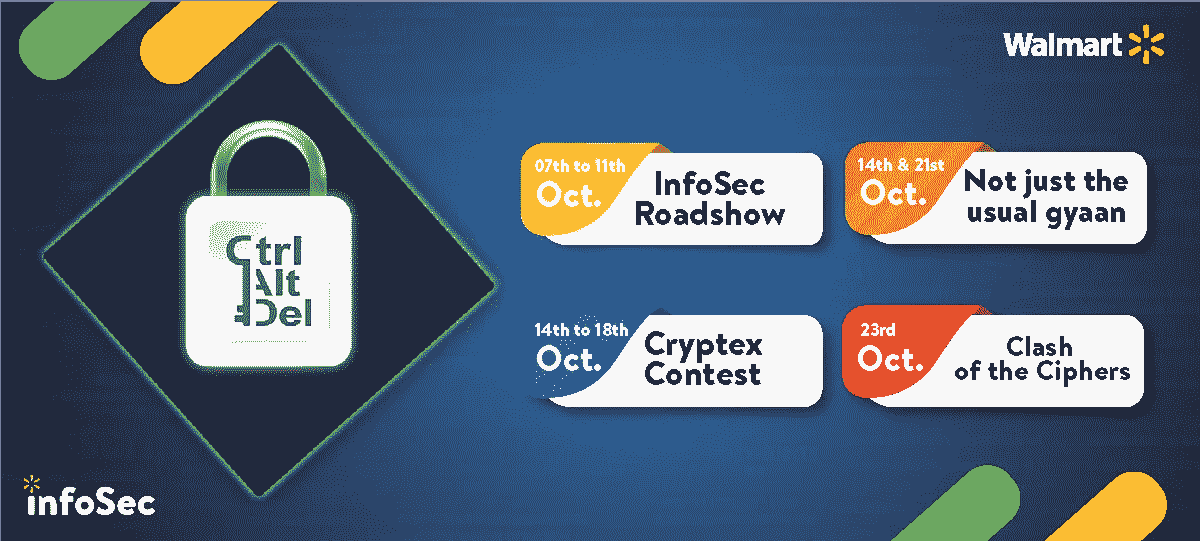 Walmart
Ctrl
Alt
Del
07th to 11th
Oct.
InfoSec
Roadshow
14th & 21st
Oct.
Not just the
usual gyaan
14th to 18th
Oct.
Cryptex
Contest
23rd
Oct.
Clash
of the Ciphers
infoSec